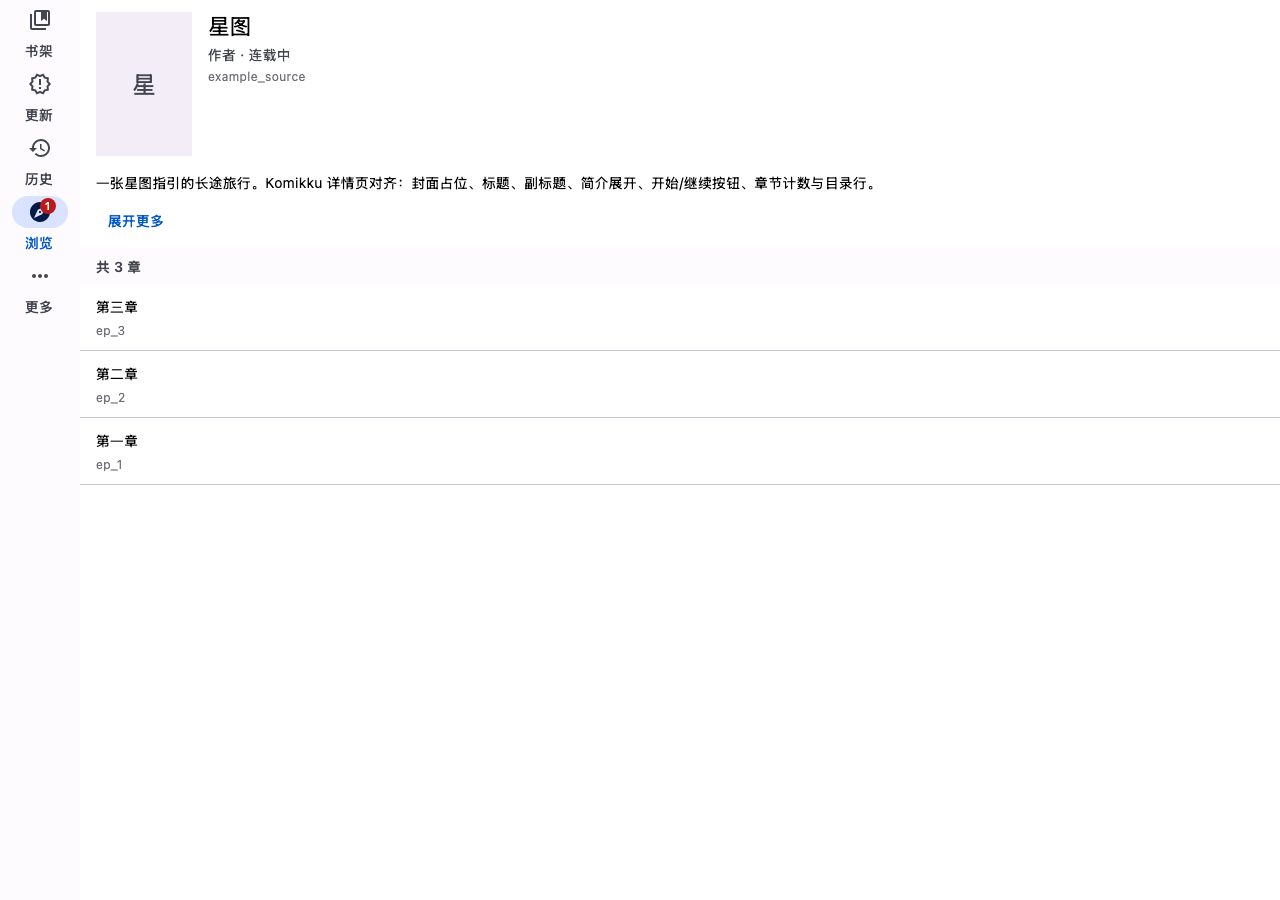 书架
更新
历史
1
浏览
更多
星
星图
作者 · 连载中
example_source
一张星图指引的长途旅行。Komikku 详情页对齐：封面占位、标题、副标题、简介展开、开始/继续按钮、章节计数与目录行。
展开更多
共 3 章
第三章
ep_3
第二章
ep_2
第一章
ep_1